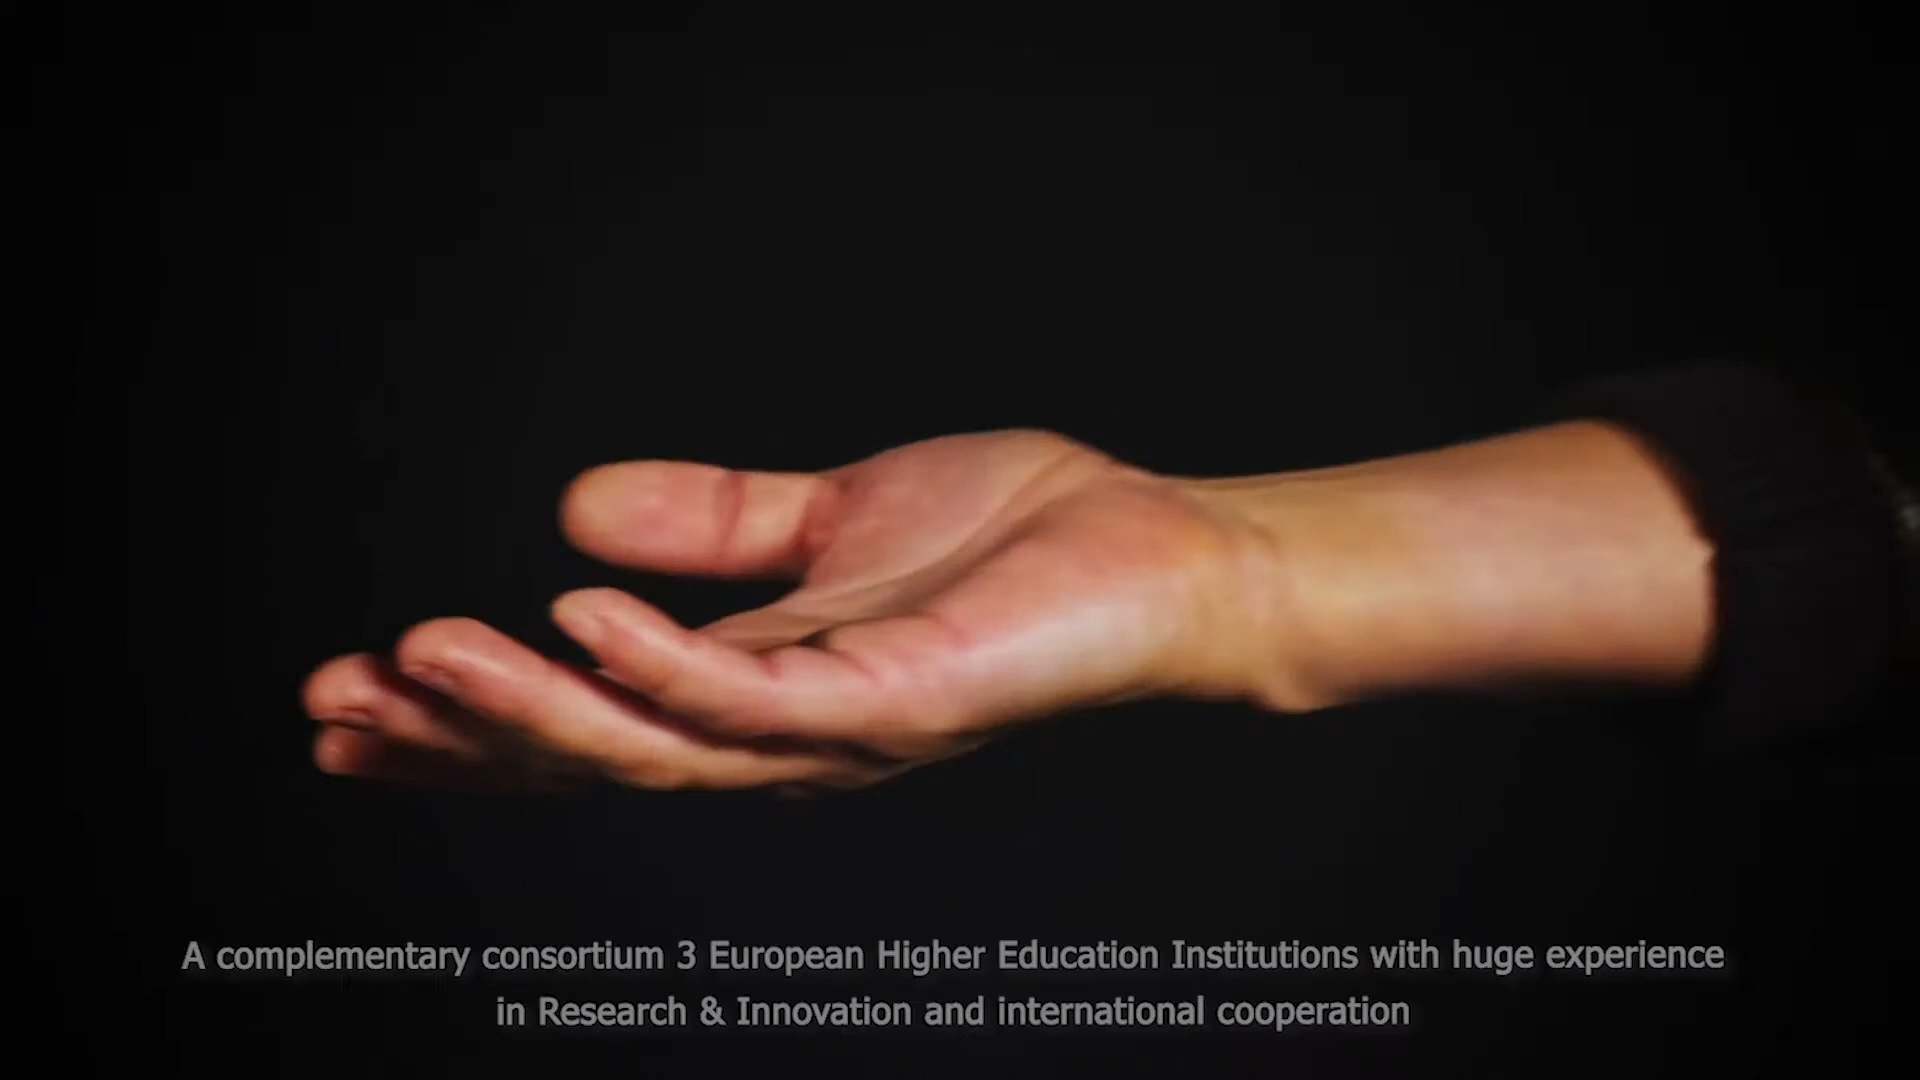 A complementary consortium 3 European Higher Education Institutions with huge experience
in Research & Innovation and international cooperation